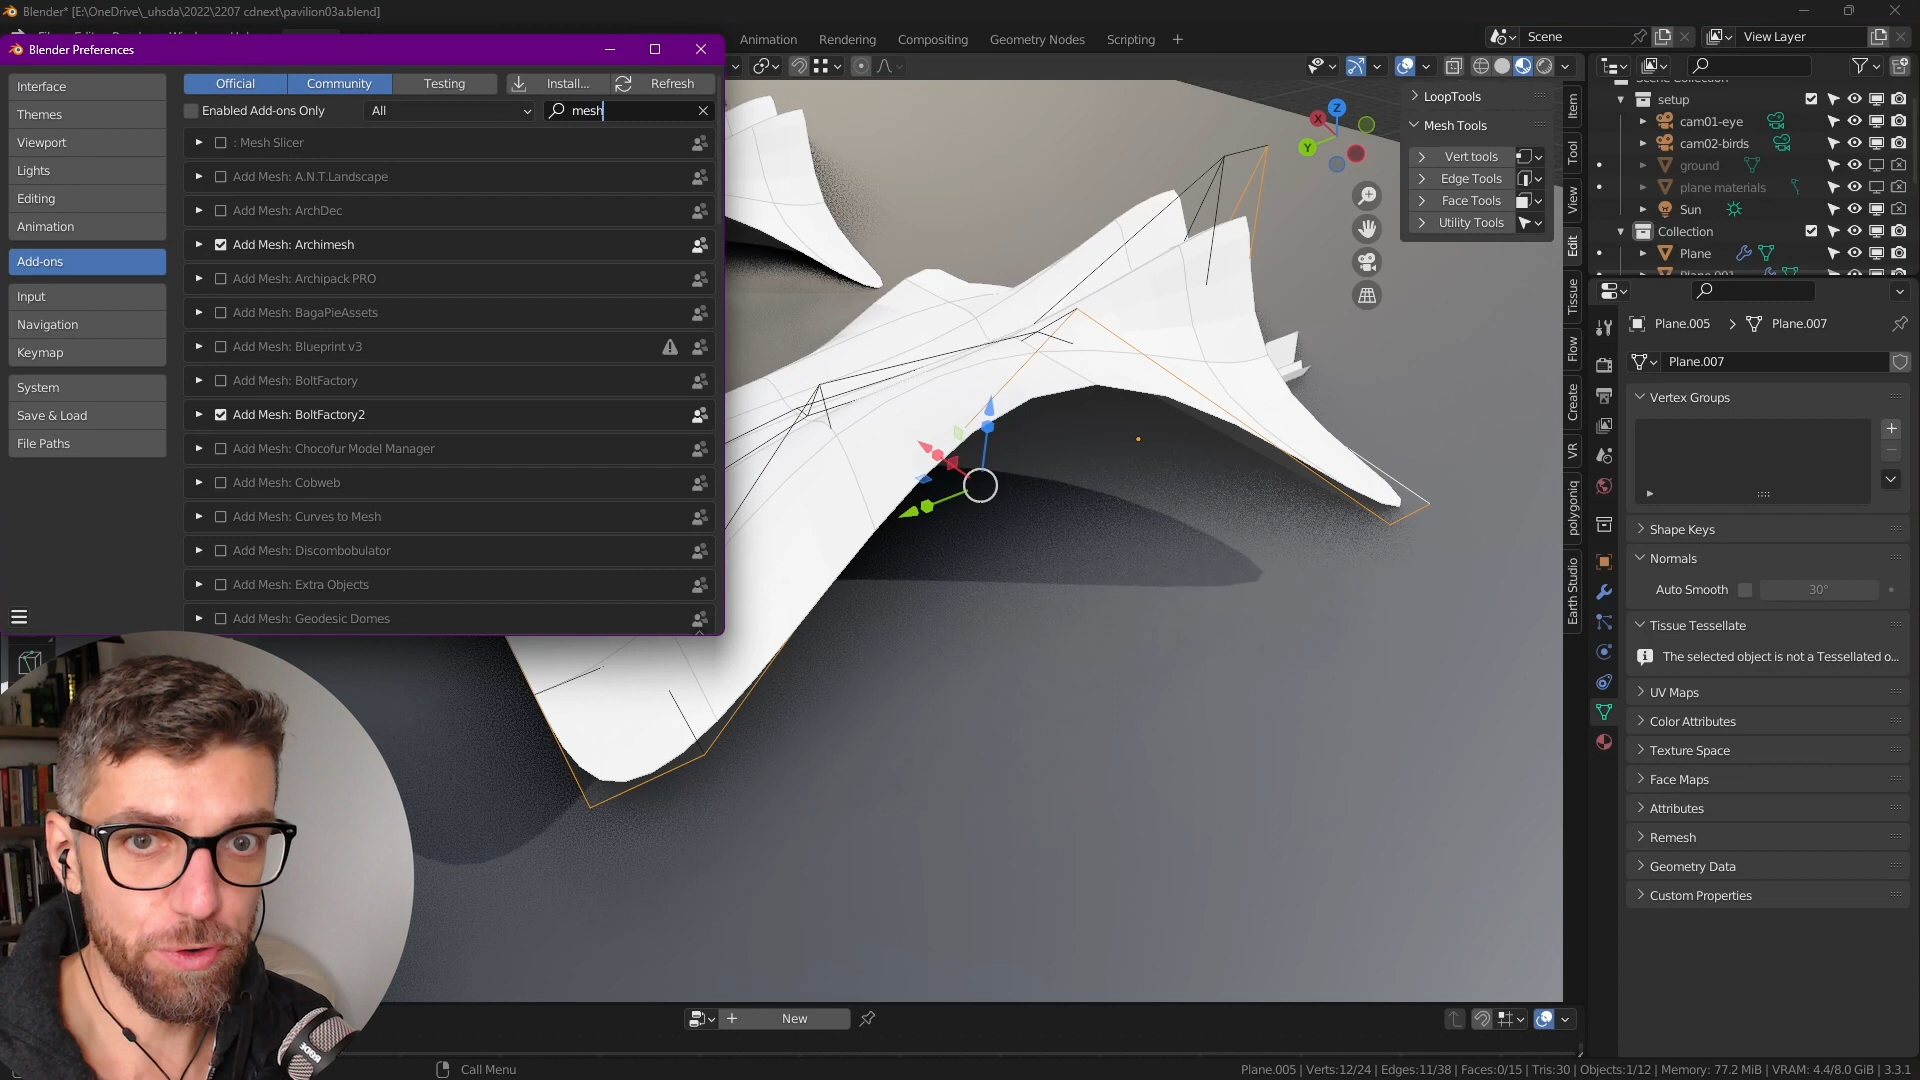 Blender* [E:\OneDrive\_uhsda\2022\2207 cdnext\pavilion03a.blend]
Blender Preferences
Animation
Rendering
Compositing
Geometry Nodes
Scripting
+
Scene
View Layer
Interface
Themes
Viewport
Lights
Editing
Animation
Add-ons
Input
Navigation
Keymap
System
Save & Load
File Paths
Official
Community
Testing
Install...
Refresh
Enabled Add-ons Only
All
mesh
: Mesh Slicer
Add Mesh: A.N.T.Landscape
Add Mesh: ArchDec
Add Mesh: Archimesh
Add Mesh: Archipack PRO
Add Mesh: BagaPieAssets
Add Mesh: Blueprint v3
Add Mesh: BoltFactory
Add Mesh: BoltFactory2
Add Mesh: Chocofur Model Manager
Add Mesh: Cobweb
Add Mesh: Curves to Mesh
Add Mesh: Discombobulator
Add Mesh: Extra Objects
Add Mesh: Geodesic Domes
Z
X
Y
LoopTools
Mesh Tools
Vert tools
Edge Tools
Face Tools
Utility Tools
Item
Tool
View
Edit
Tissue
Flow
Create
VR
polygoniq
Earth Studio
setup
cam01-eye
cam02-birds
ground
plane materials
Sun
Collection
Plane
Plane.005
Plane.007
Plane.007
Vertex Groups
Shape Keys
Normals
Auto Smooth
30°
Tissue Tessellate
The selected object is not a Tessellated o...
UV Maps
Color Attributes
Texture Space
Face Maps
Attributes
Remesh
Geometry Data
Custom Properties
New
RODE
Call Menu
Plane.005 | Verts:12/24 | Edges:11/38 | Faces:0/15 | Tris:30 | Objects:1/12 | Memory: 77.2 MiB | VRAM: 4.4/8.0 GiB | 3.3.1